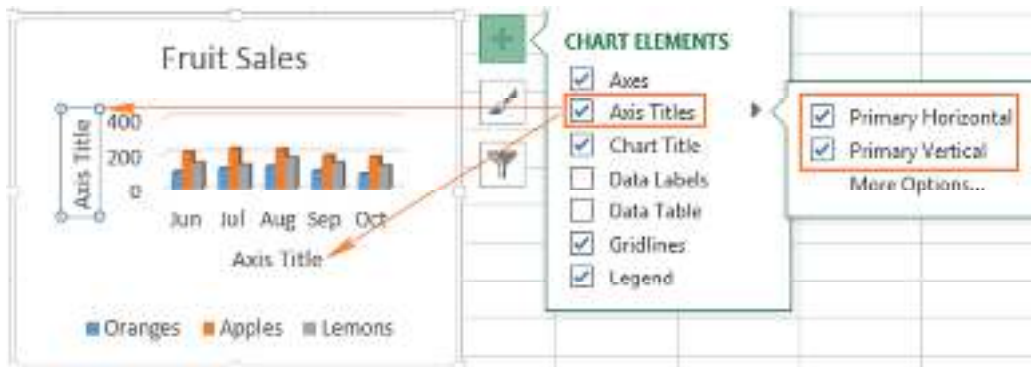 Fruit Sales
Axis Title
400
200
0
Jun Jul Aug Sep Oct
Axis Title
Oranges Apples Lemons
CHART ELEMENTS
Axes
Axis Titles
Chart Title
Data Labels
Data Table
Gridlines
Legend
Primary Horizontal
Primary Vertical
More Options...